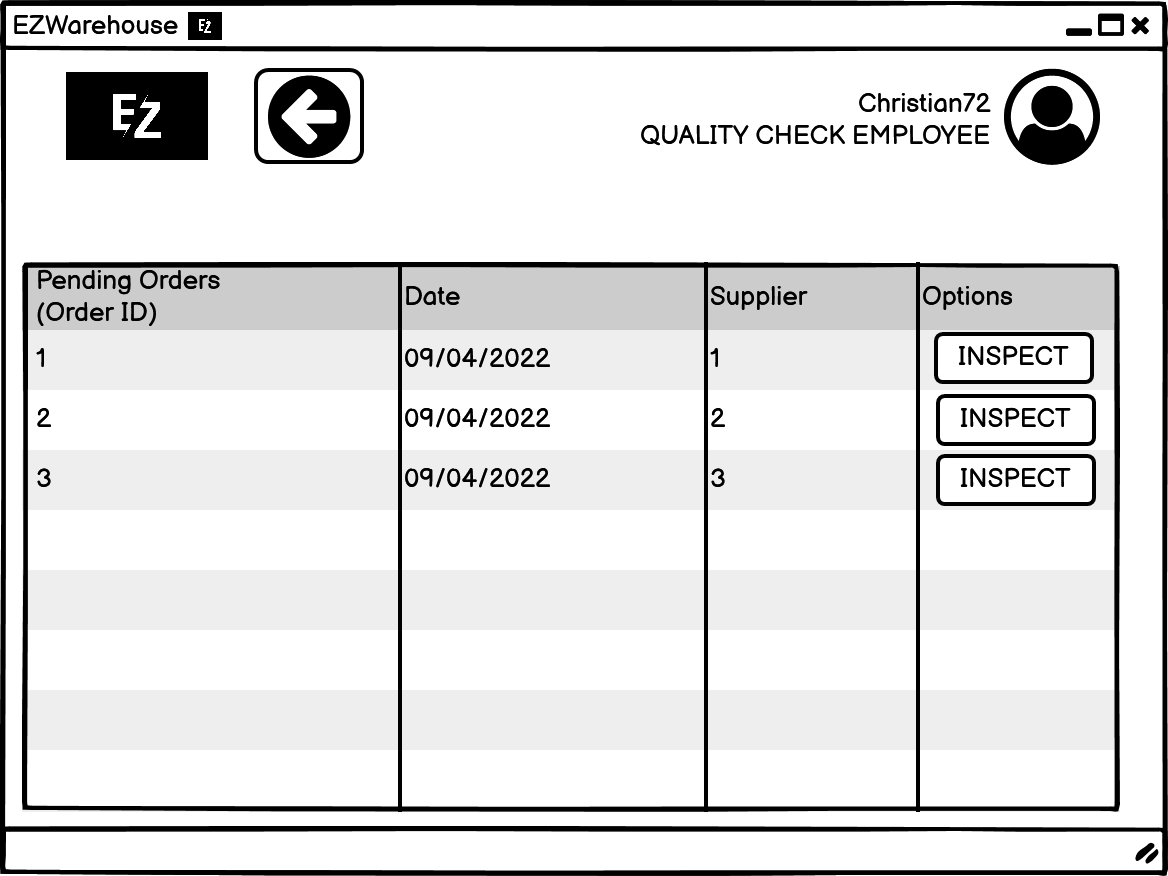 EZWarehouse EZ
EZ
Christian72
QUALITY CHECK EMPLOYEE
Pending Orders
(Order ID) Date Supplier Options
1 09/04/2022 1 INSPECT
2 09/04/2022 2 INSPECT
3 09/04/2022 3 INSPECT